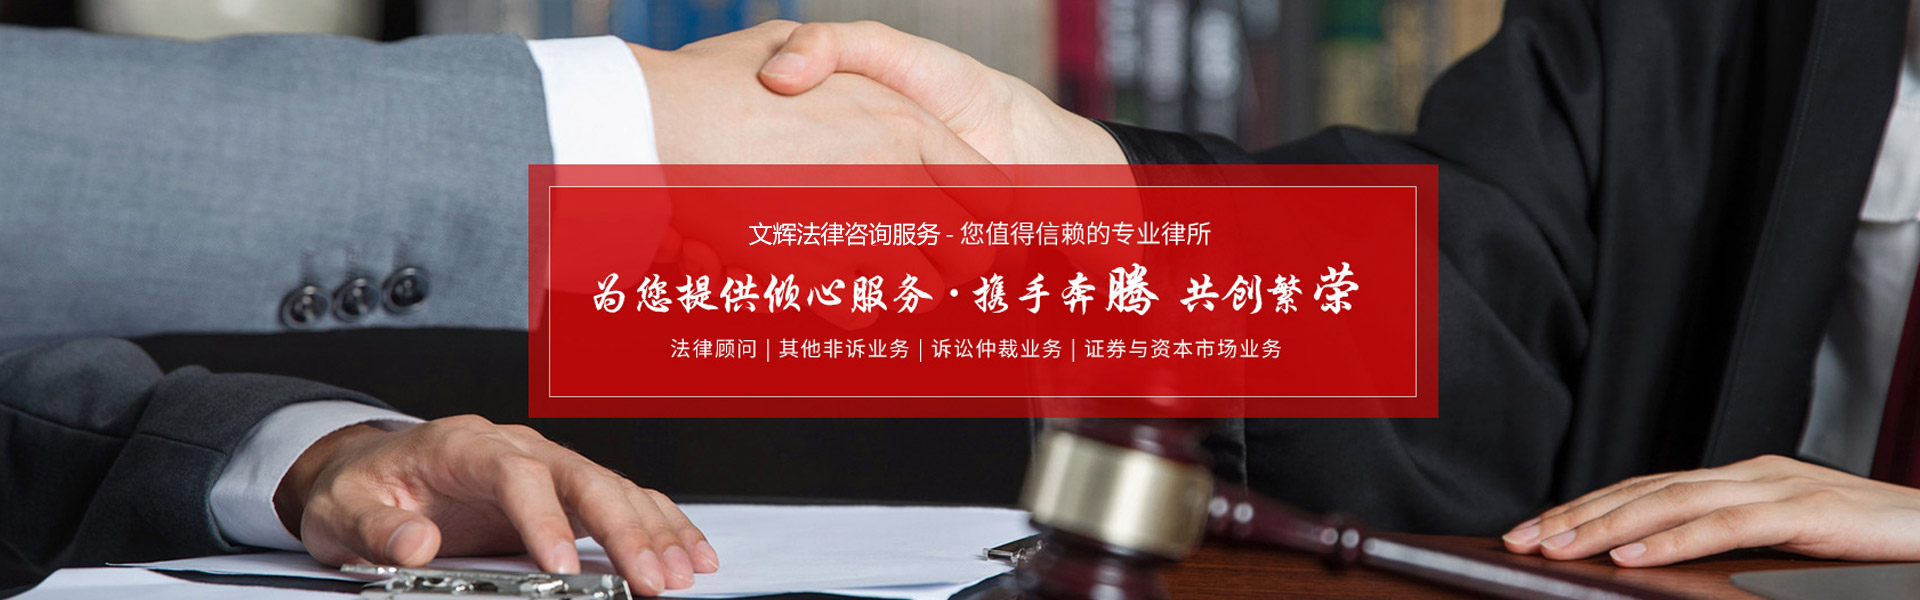 文辉法律咨询服务 - 您值得信赖的专业律所
为您提供倾心服务·携手奔腾 共创繁荣
法律顾问 | 其他非诉业务 | 诉讼仲裁业务 | 证券与资本市场业务